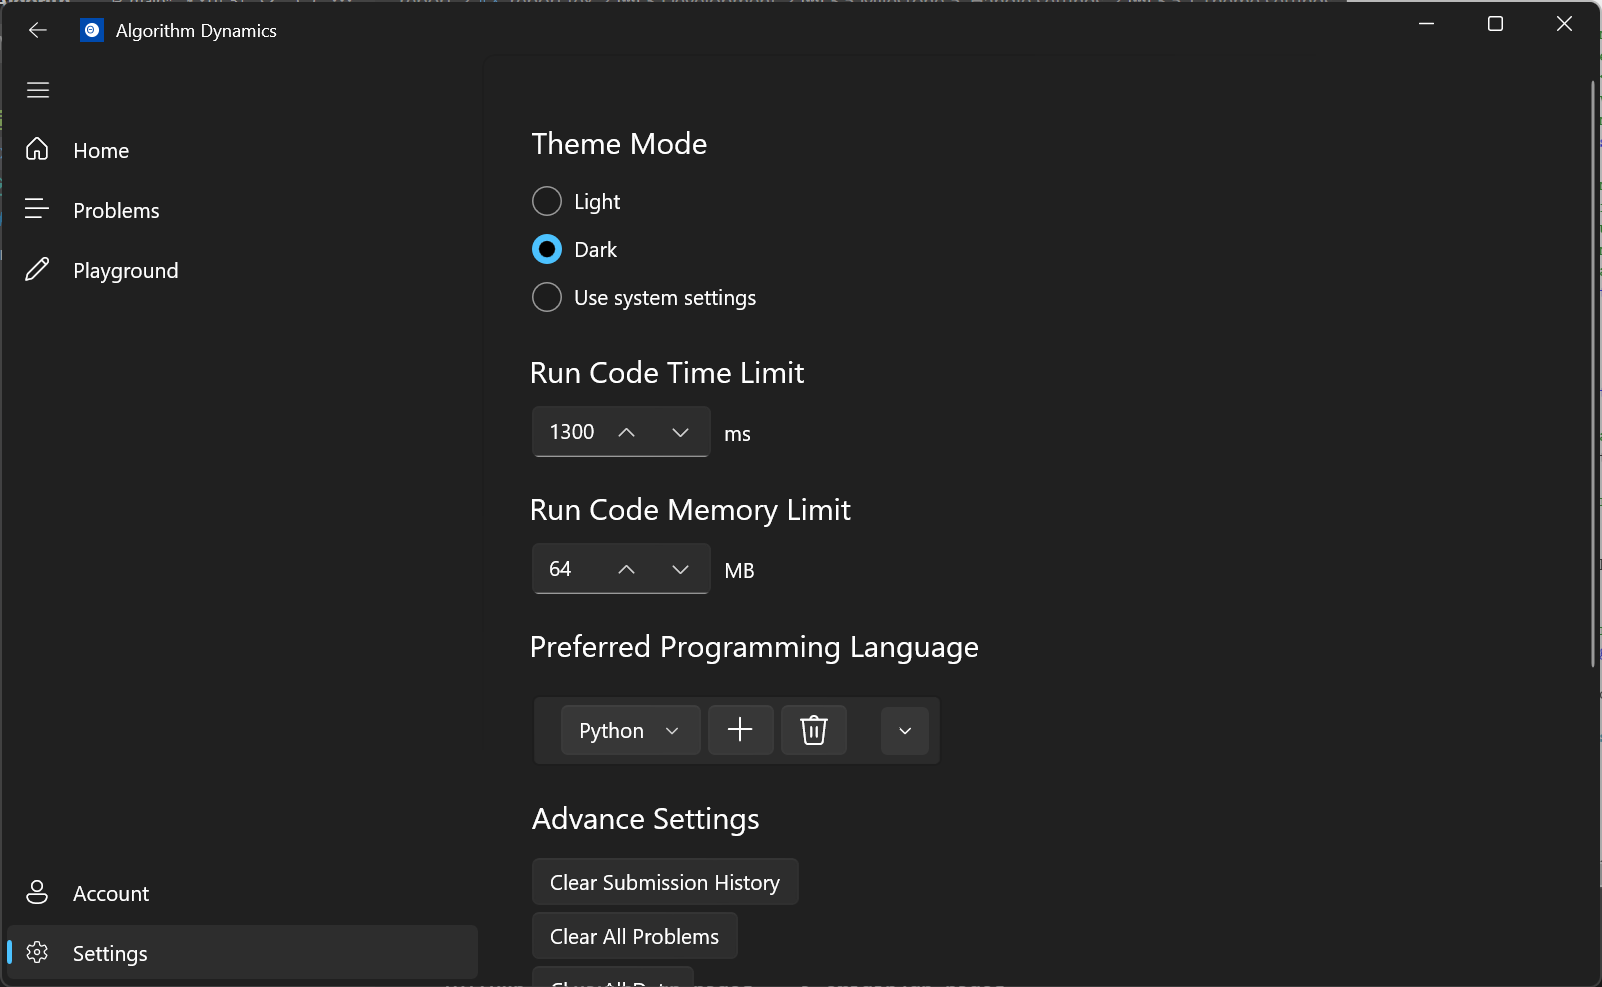 Algorithm Dynamics
Home
Problems
Playground
Account
Settings
Theme Mode
Light
Dark
Use system settings
Run Code Time Limit
1300
ms
Run Code Memory Limit
64
MB
Preferred Programming Language
Python
Advance Settings
Clear Submission History
Clear All Problems